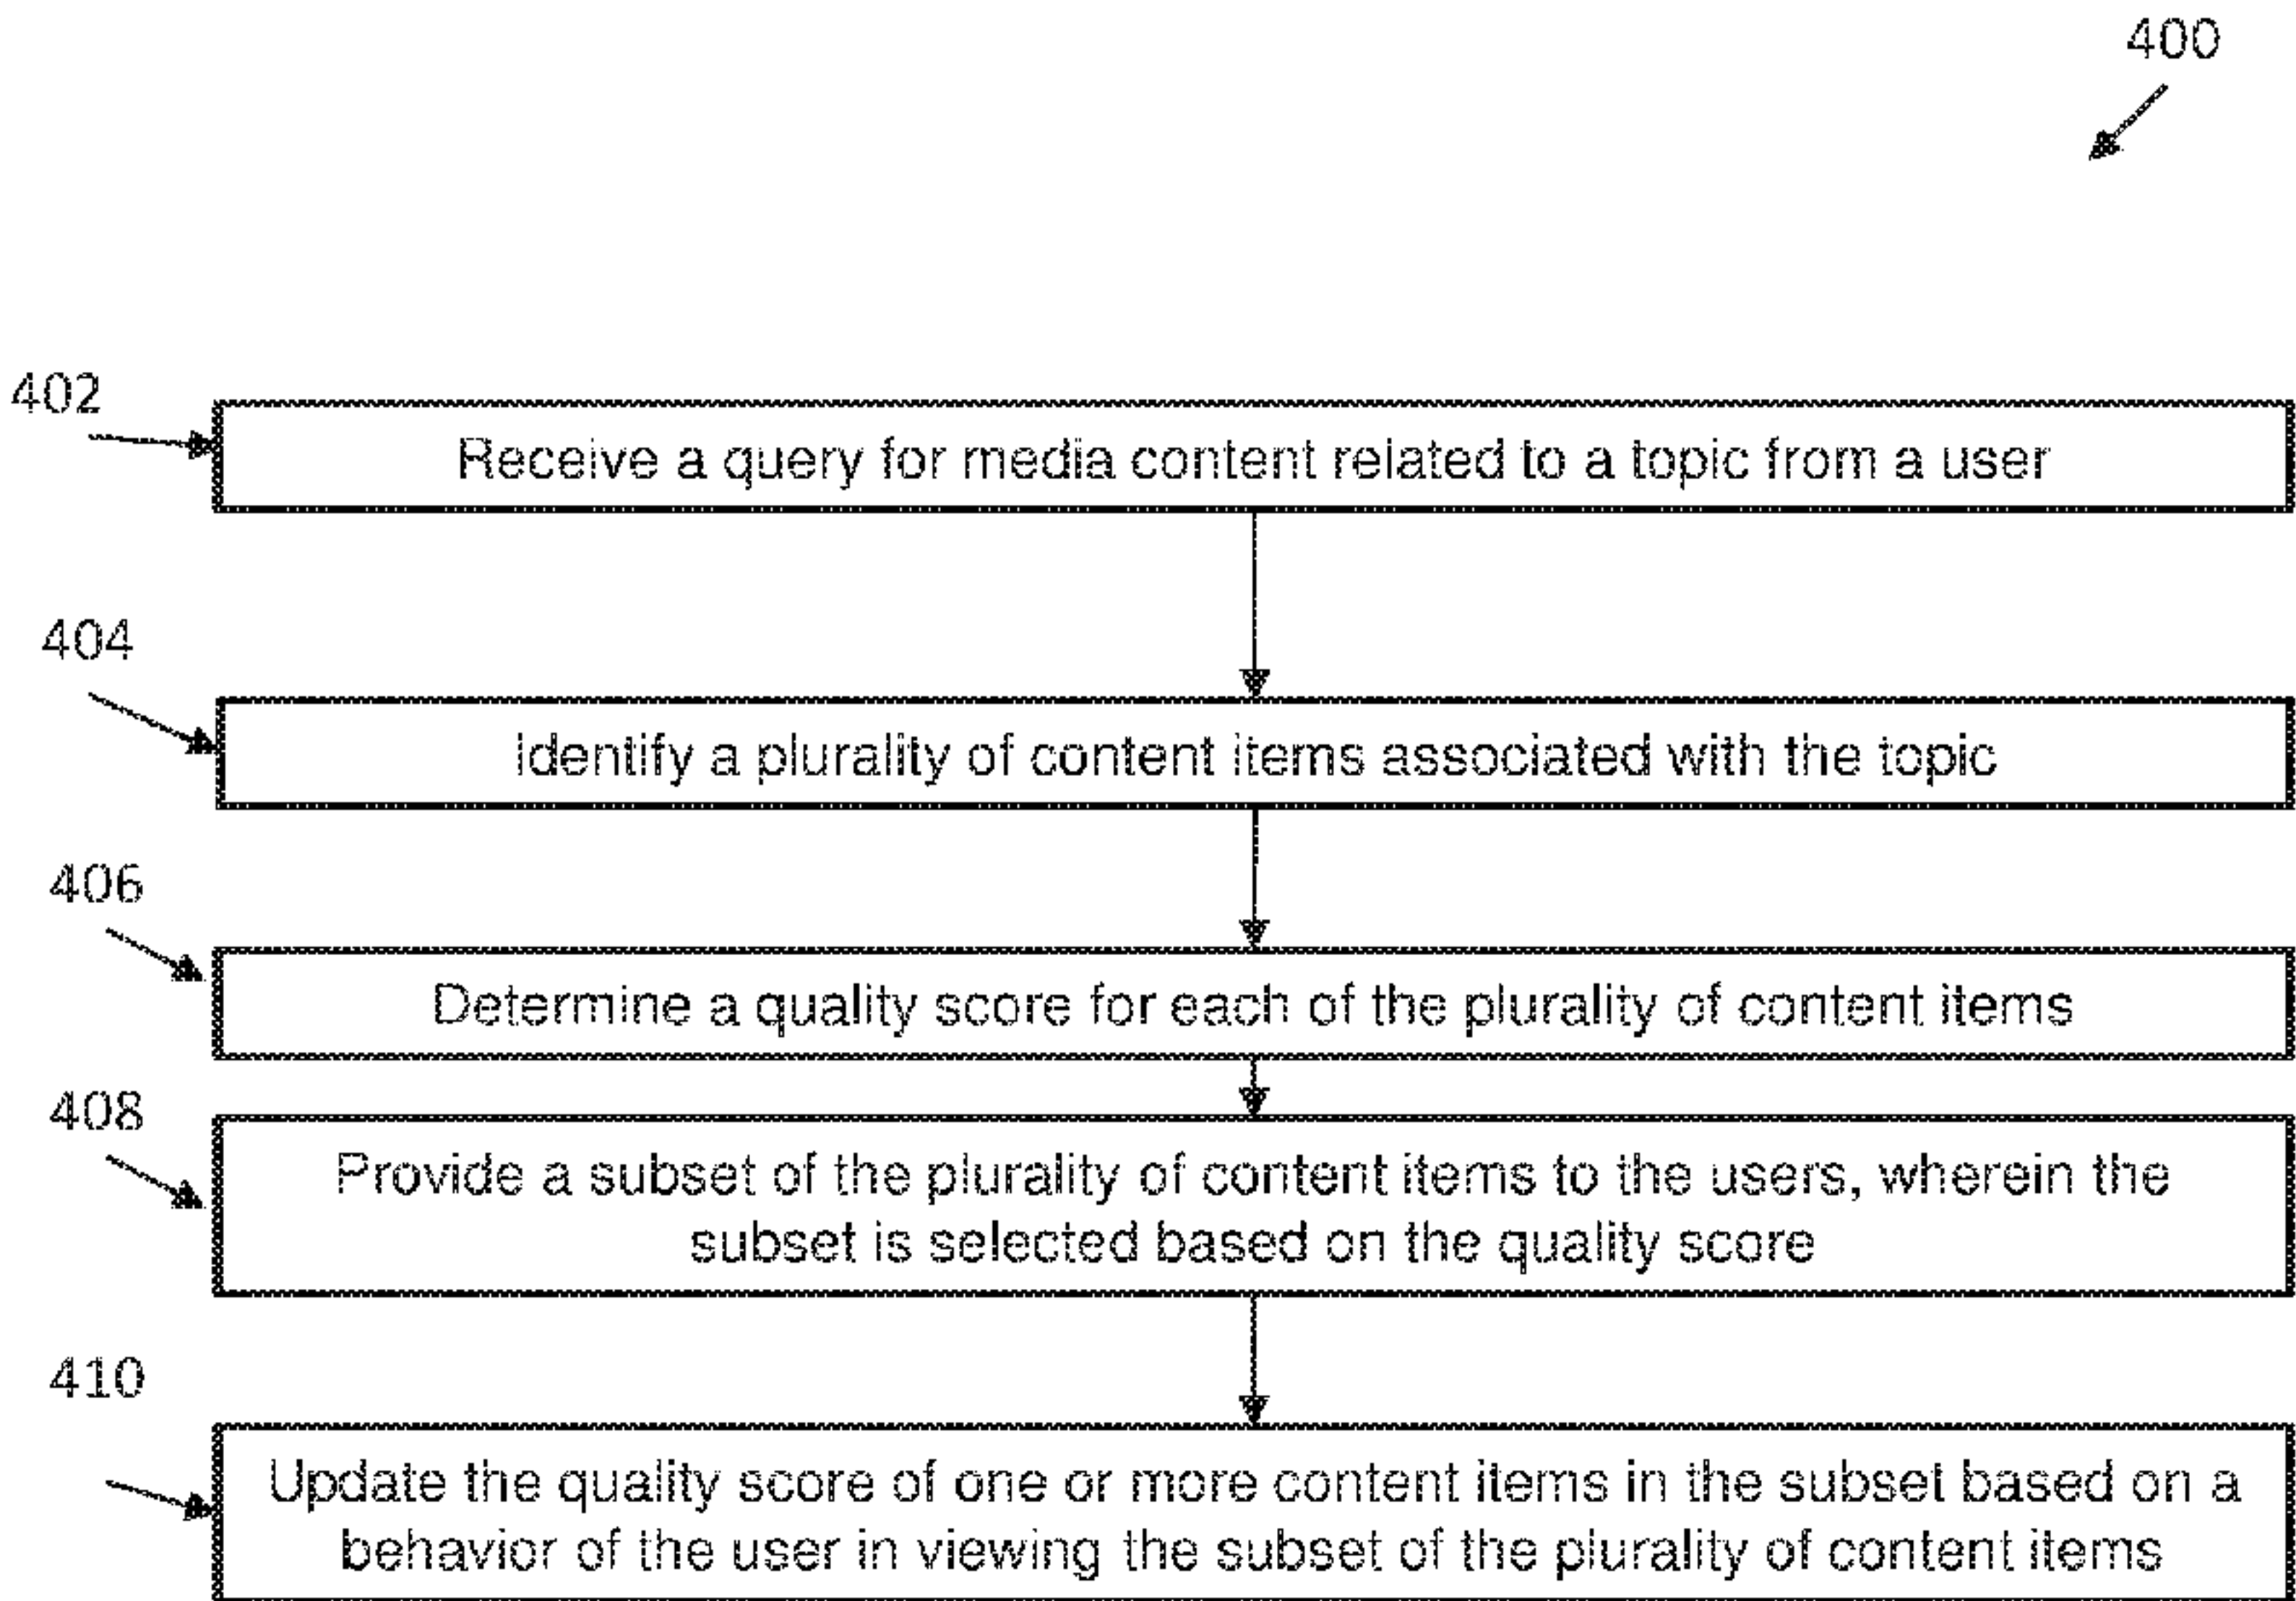 400
402
Receive a query for media content related to a topic from a user
404
Identify a plurality of content items associated with the topic
406
Determine a quality score for each of the plurality of content items
408
Provide a subset of the plurality of content items to the users, wherein the
subset is selected based on the quality score
410
Update the quality score of one or more content items in the subset based on a
behavior of the user in viewing the subset of the plurality of content items